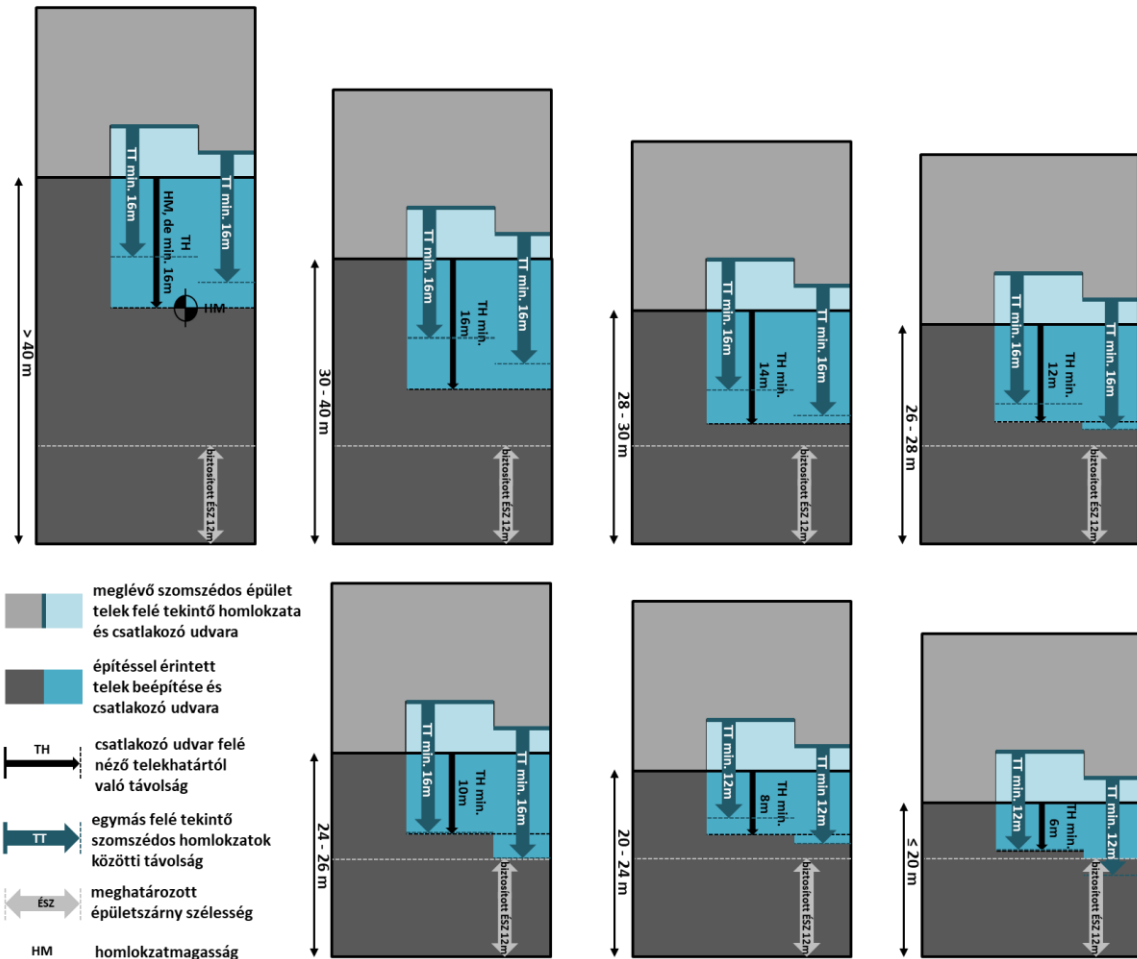 TT min. 16m
TT min. 16m
TH
HM, de min. 16m
HM
> 40 m
biztosított ÉSZ 12m
TT min. 16m
TT min. 16m
TH min.
16m
30 - 40 m
biztosított ÉSZ 12m
TT min. 16m
TT min. 16m
TH min.
14m
28 - 30 m
biztosított ÉSZ 12m
TT min. 16m
TT min. 16m
TH min.
12m
26 - 28 m
biztosított ÉSZ 12m
meglévő szomszédos épület
telek felé tekintő homlokzata
és csatlakozó udvara
építéssel érintett
telek beépítése és
csatlakozó udvara
TH
csatlakozó udvar felé
néző telekhatártól
való távolság
TT
egymás felé tekintő
szomszédos homlokzatok
közötti távolság
ÉSZ
meghatározott
épületszárny szélesség
HM
homlokzatmagasság
TT min. 16m
TT min. 16m
TH min.
10m
24 - 26 m
biztosított ÉSZ 12m
TT min. 12m
TT min 12m
TH min.
8m
20 - 24 m
biztosított ÉSZ 12m
TT min. 12m
TT min. 12m
TH min.
6m
≤ 20 m
biztosított ÉSZ 12m